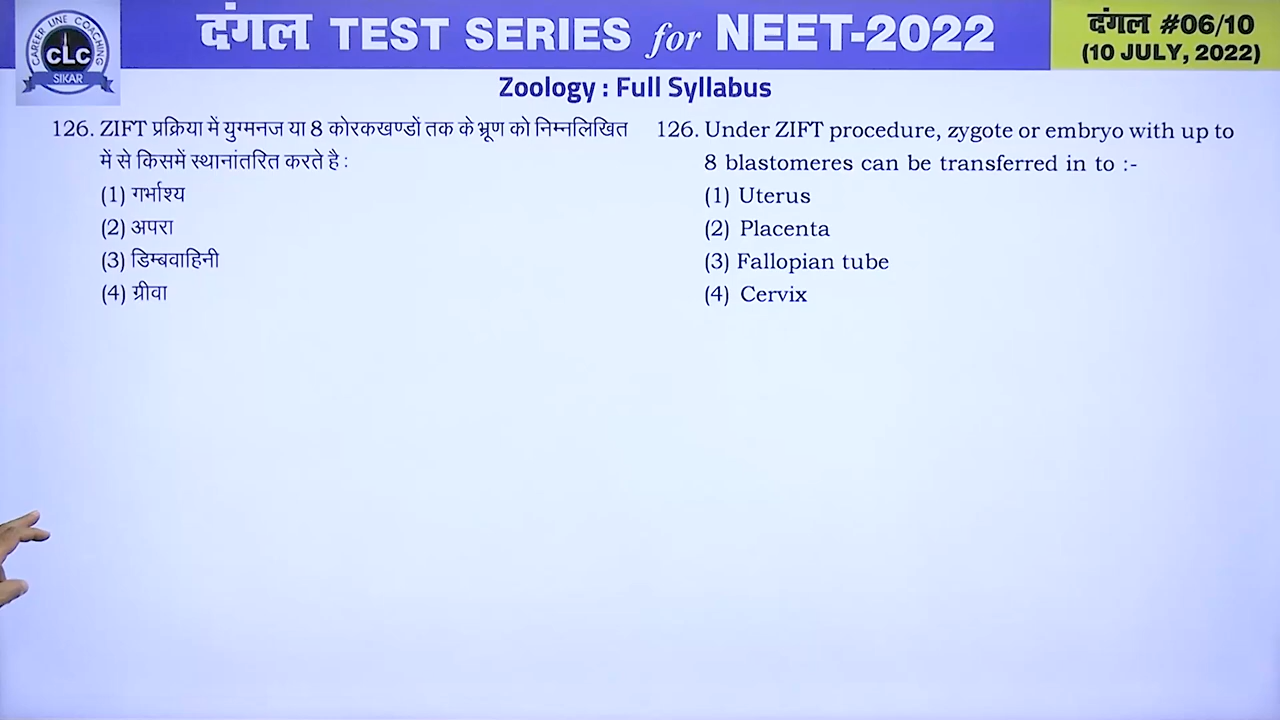 CAREER LINE COACHING
CLC
SIKAR
दंगल TEST SERIES for NEET-2022
दंगल #06/10
(10 JULY, 2022)
Zoology : Full Syllabus
126. ZIFT प्रक्रिया में युग्मनज या 8 कोरकखण्डों तक के भ्रूण को निम्नलिखित
में से किसमें स्थानांतरित करते है :
(1) गर्भाश्य
(2) अपरा
(3) डिम्बवाहिनी
(4) ग्रीवा
126. Under ZIFT procedure, zygote or embryo with up to
8 blastomeres can be transferred in to :-
(1) Uterus
(2) Placenta
(3) Fallopian tube
(4) Cervix